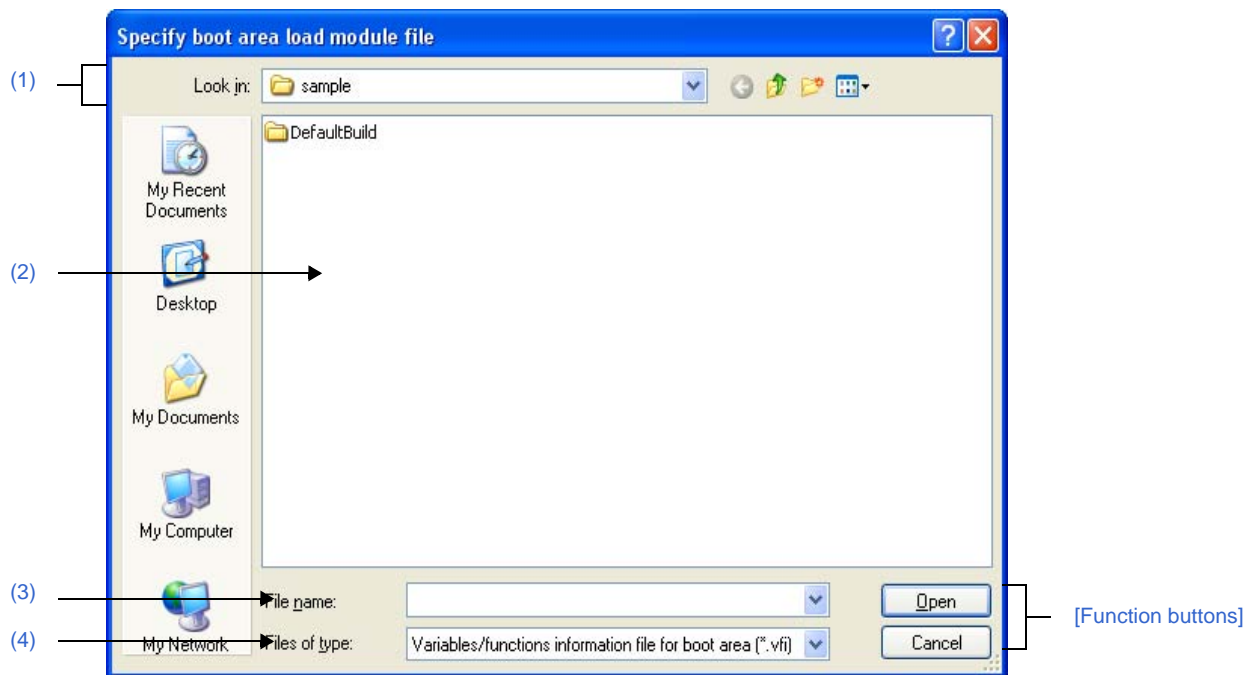 Specify boot area load module file
(1)
Look in:
sample
DefaultBuild
My Recent
Documents
(2)
Desktop
My Documents
My Computer
(3)
File name:
Open
[Function buttons]
(4)
My Network
Files of type:
Variables/functions information file for boot area (*.vfi)
Cancel